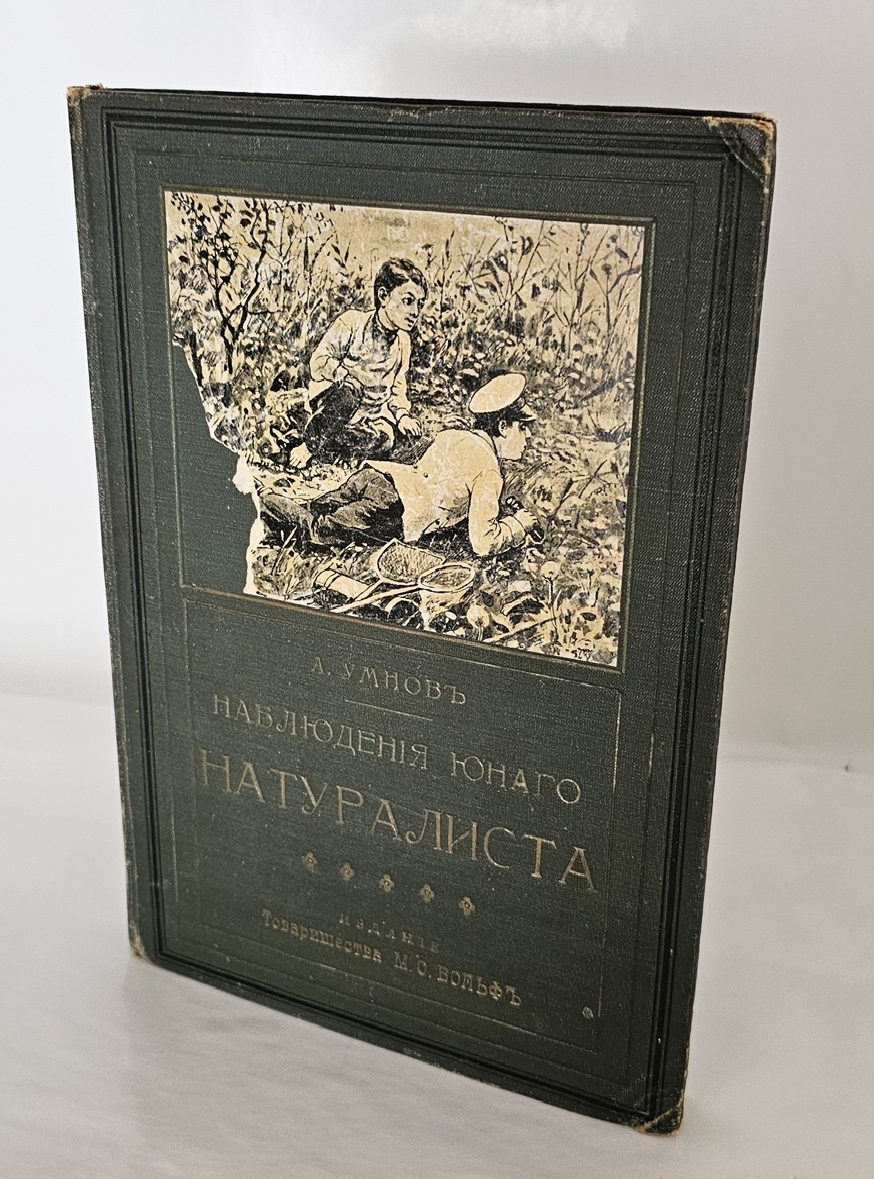 А. УМНОВЪ
НАБЛЮДЕНІЯ ЮНАГО
НАТУРАЛИСТА
ИЗДАНІЕ
Товарищества М. О. ВОЛЬФЪ